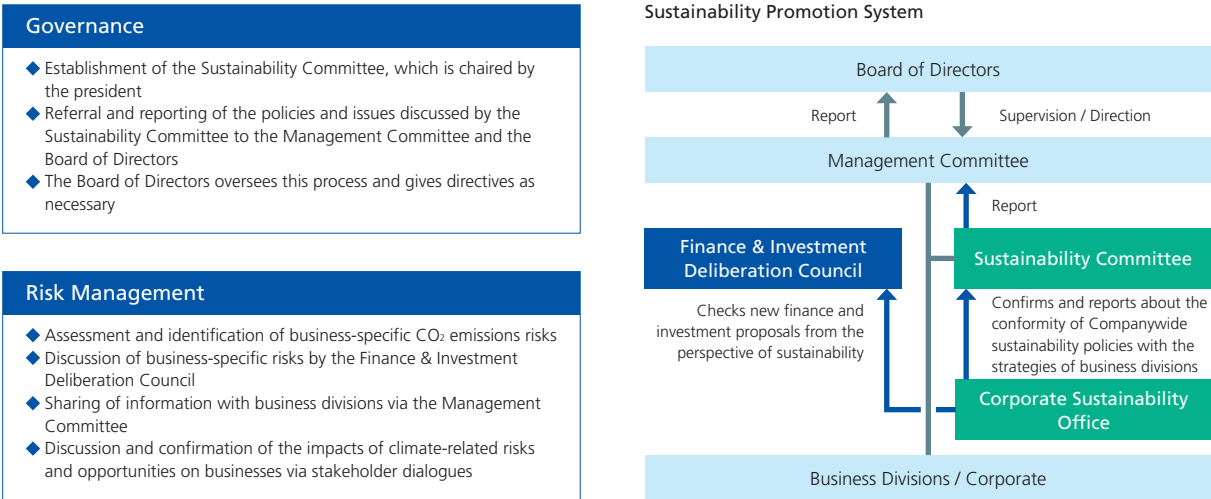 Governance
◆ Establishment of the Sustainability Committee, which is chaired by
the president
◆ Referral and reporting of the policies and issues discussed by the
Sustainability Committee to the Management Committee and the
Board of Directors
◆ The Board of Directors oversees this process and gives directives as
necessary
Risk Management
◆ Assessment and identification of business-specific CO₂ emissions risks
◆ Discussion of business-specific risks by the Finance & Investment
Deliberation Council
◆ Sharing of information with business divisions via the Management
Committee
◆ Discussion and confirmation of the impacts of climate-related risks
and opportunities on businesses via stakeholder dialogues
Sustainability Promotion System
Board of Directors
Report
Supervision / Direction
Management Committee
Report
Finance & Investment
Deliberation Council
Sustainability Committee
Checks new finance and
investment proposals from the
perspective of sustainability
Confirms and reports about the
conformity of Companywide
sustainability policies with the
strategies of business divisions
Corporate Sustainability
Office
Business Divisions / Corporate